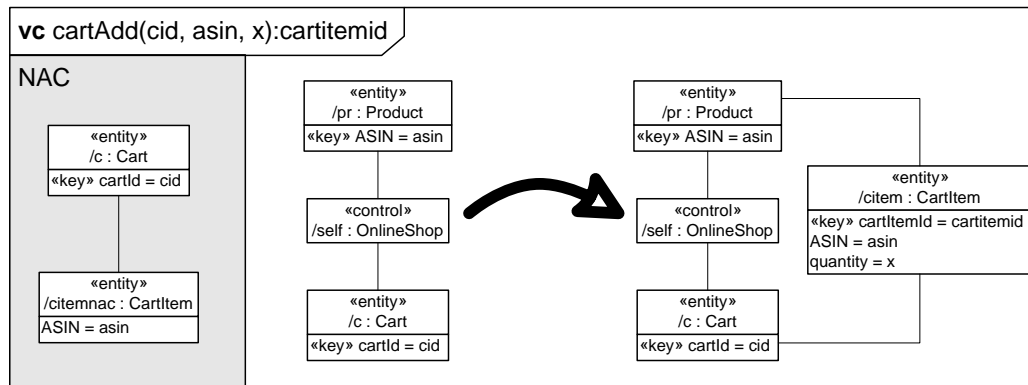 vc cartAdd(cid, asin, x):cartitemid
NAC
«entity»
/c : Cart
«key» cartId = cid
«entity»
/citemnac : CartItem
ASIN = asin
«entity»
/pr : Product
«key» ASIN = asin
«control»
/self : OnlineShop
«entity»
/c : Cart
«key» cartId = cid
«entity»
/pr : Product
«key» ASIN = asin
«control»
/self : OnlineShop
«entity»
/c : Cart
«key» cartId = cid
«entity»
/citem : CartItem
«key» cartItemId = cartitemid
ASIN = asin
quantity = x